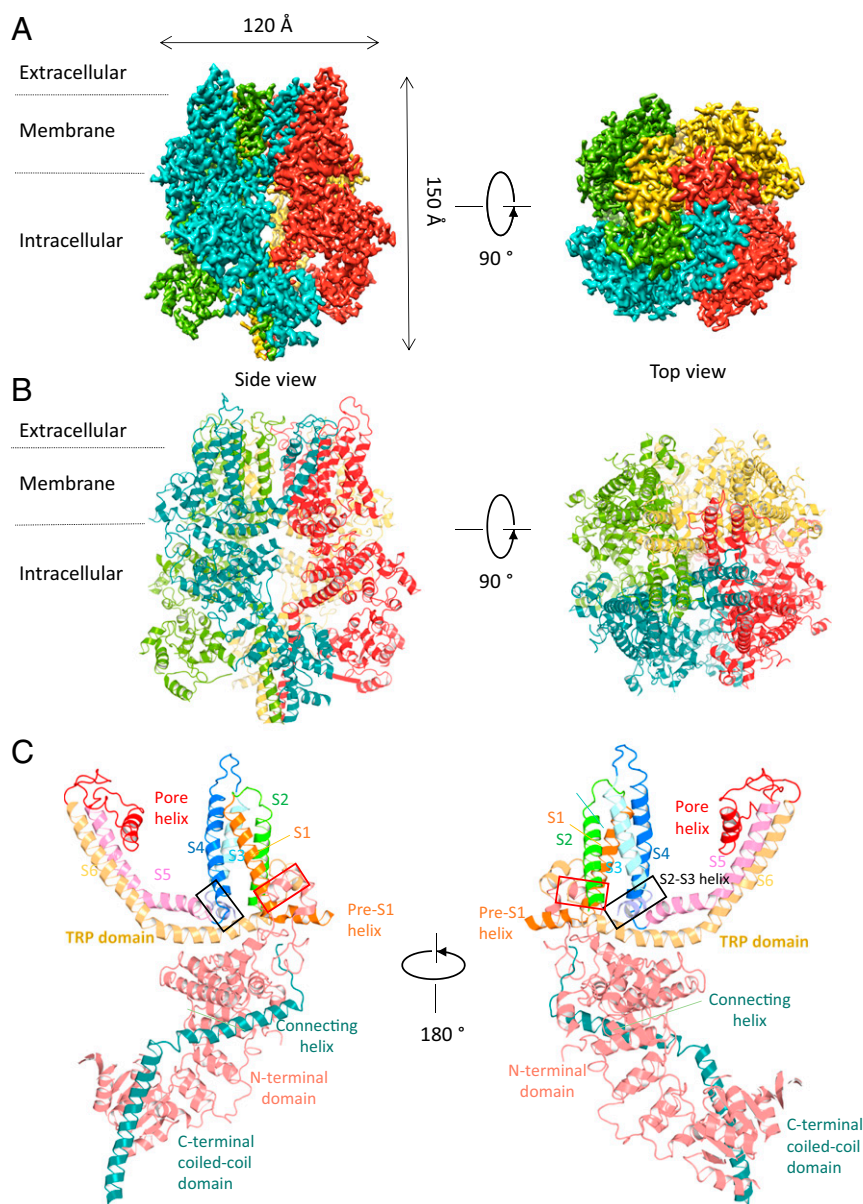 A
120 Å
Extracellular
Membrane
Intracellular
150 Å
90 °
Side view
Top view
B
Extracellular
Membrane
Intracellular
90 °
C
Pore
helix
S2
S1
S4
S3
S5
S6
Pre-S1
helix
TRP domain
Connecting
helix
N-terminal
domain
C-terminal
coiled-coil
domain
180 °
S1
S2
S3
S4
Pore
helix
S5
S6
S2-S3 helix
Pre-S1
helix
TRP domain
Connecting
helix
N-terminal
domain
C-terminal
coiled-coil
domain